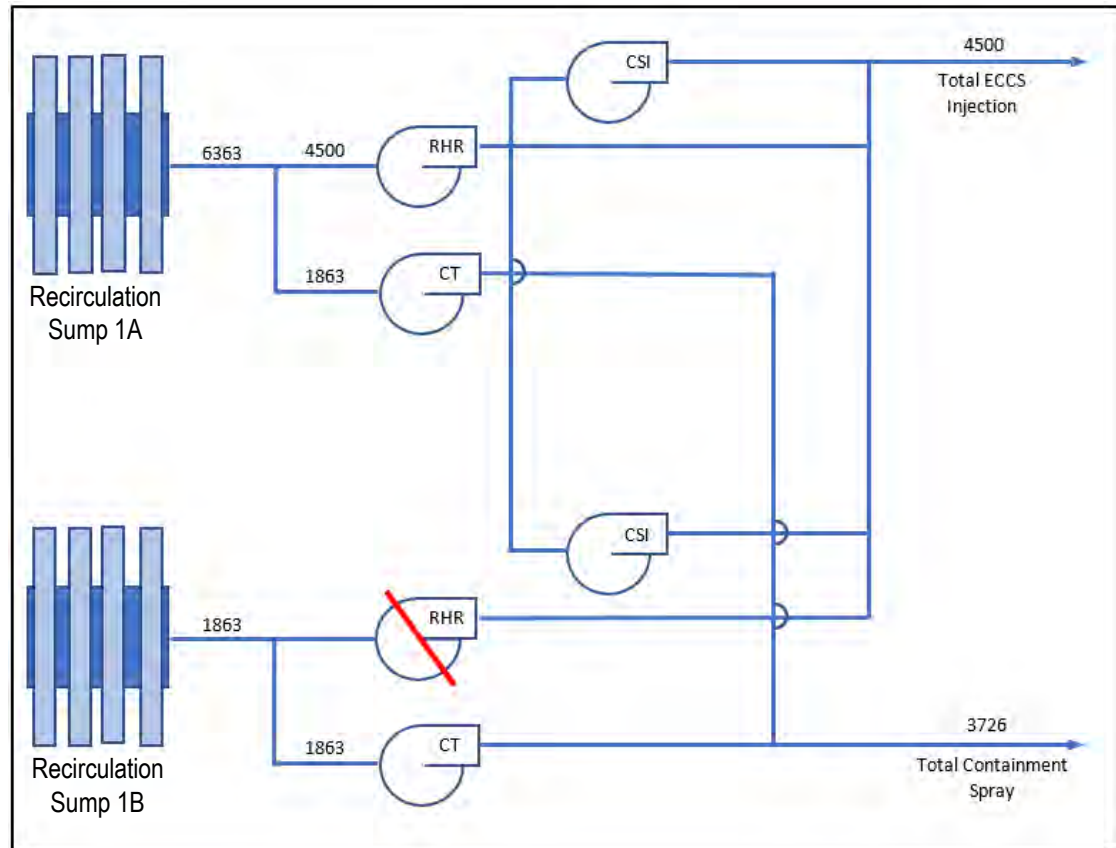 CSI
4500
Total ECCS
Injection
6363
4500
RHR
1863
CT
Recirculation
Sump 1A
CSI
1863
RHR
1863
CT
3726
Total Containment
Spray
Recirculation
Sump 1B